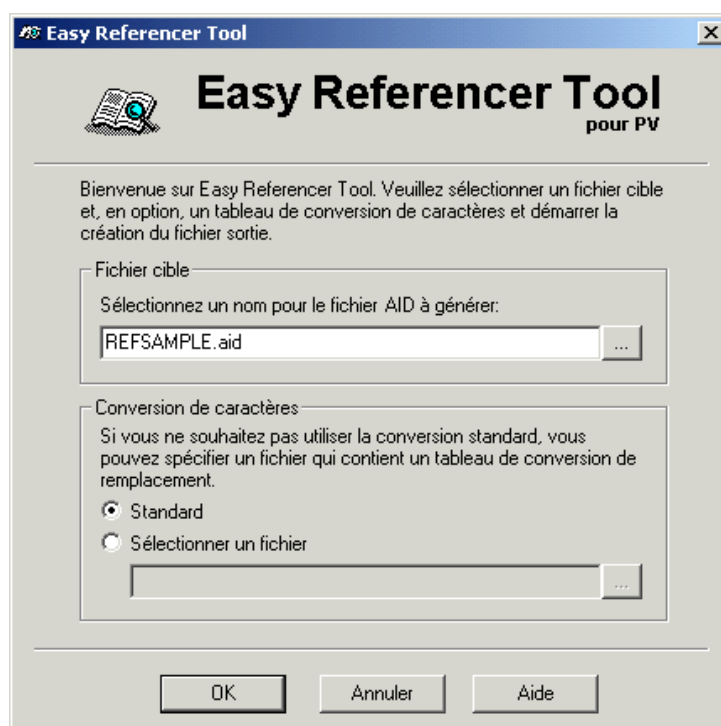 Easy Referencer Tool
Easy Referencer Tool
pour PV
Bienvenue sur Easy Referencer Tool. Veuillez sélectionner un fichier cible
et, en option, un tableau de conversion de caractères et démarrer la
création du fichier sortie.
Fichier cible
Sélectionnez un nom pour le fichier AID à générer:
REFSAMPLE.aid
...
Conversion de caractères
Si vous ne souhaitez pas utiliser la conversion standard, vous
pouvez spécifier un fichier qui contient un tableau de conversion de
remplacement.
Standard
Sélectionner un fichier
...
OK Annuler Aide